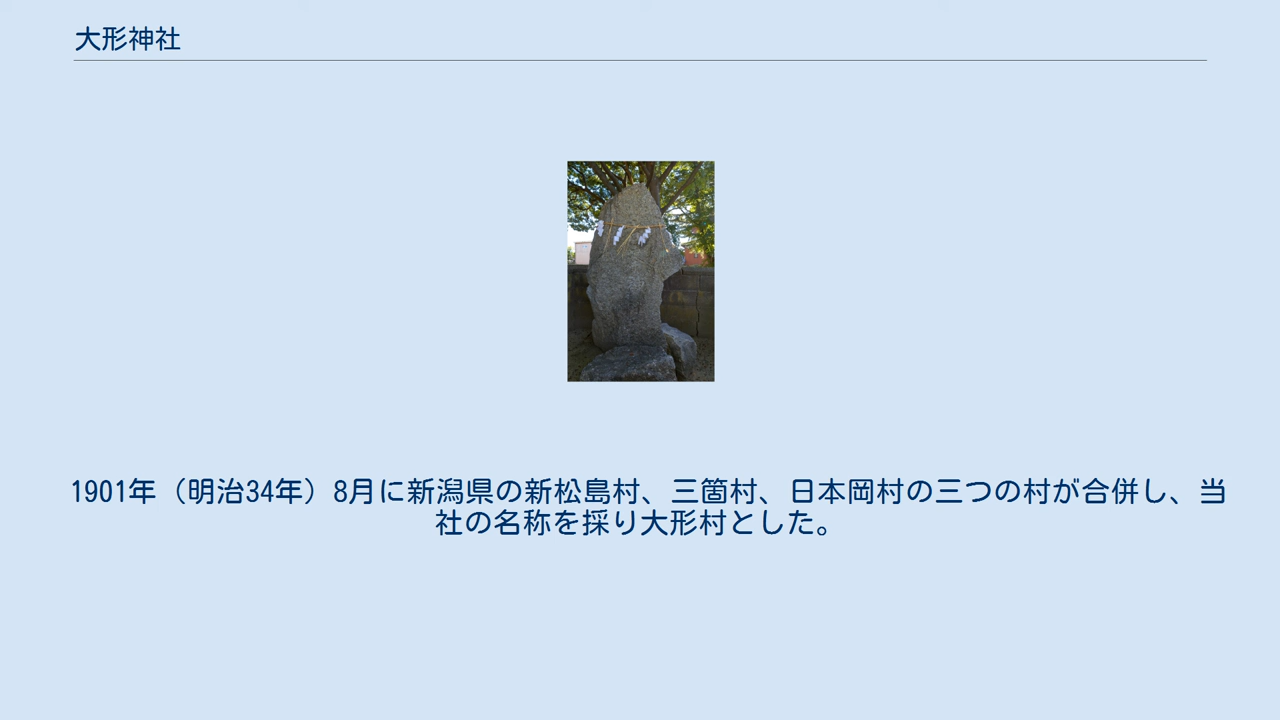 大形神社
1901年（明治34年）8月に新潟県の新松島村、三箇村、日本岡村の三つの村が合併し、当
社の名称を採り大形村とした。